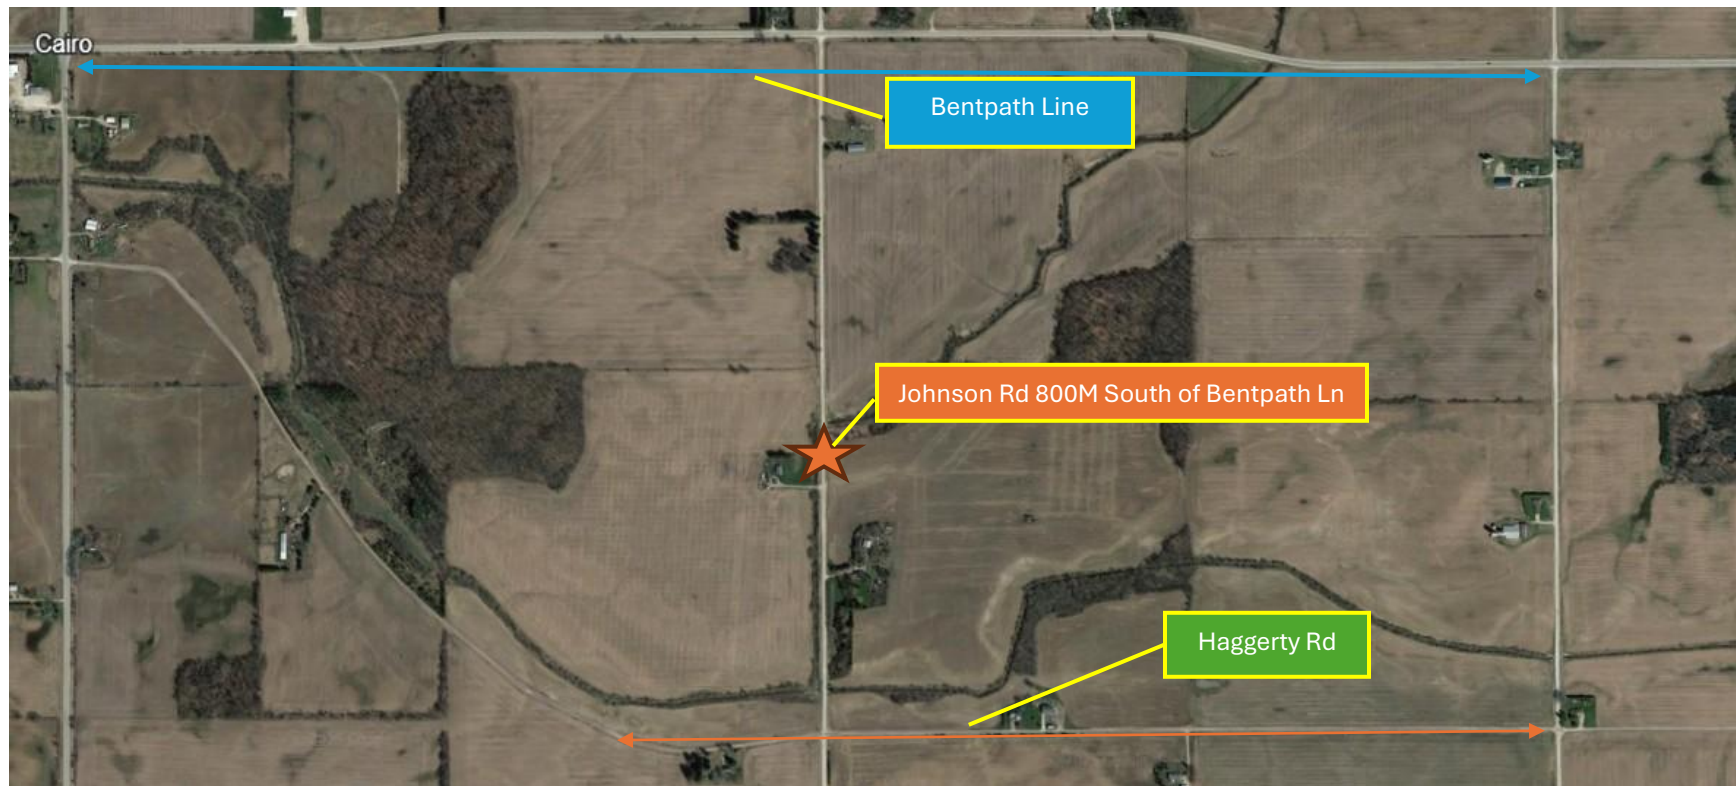 Cairo
Bentpath Line
Johnson Rd 800M South of Bentpath Ln
Haggerty Rd